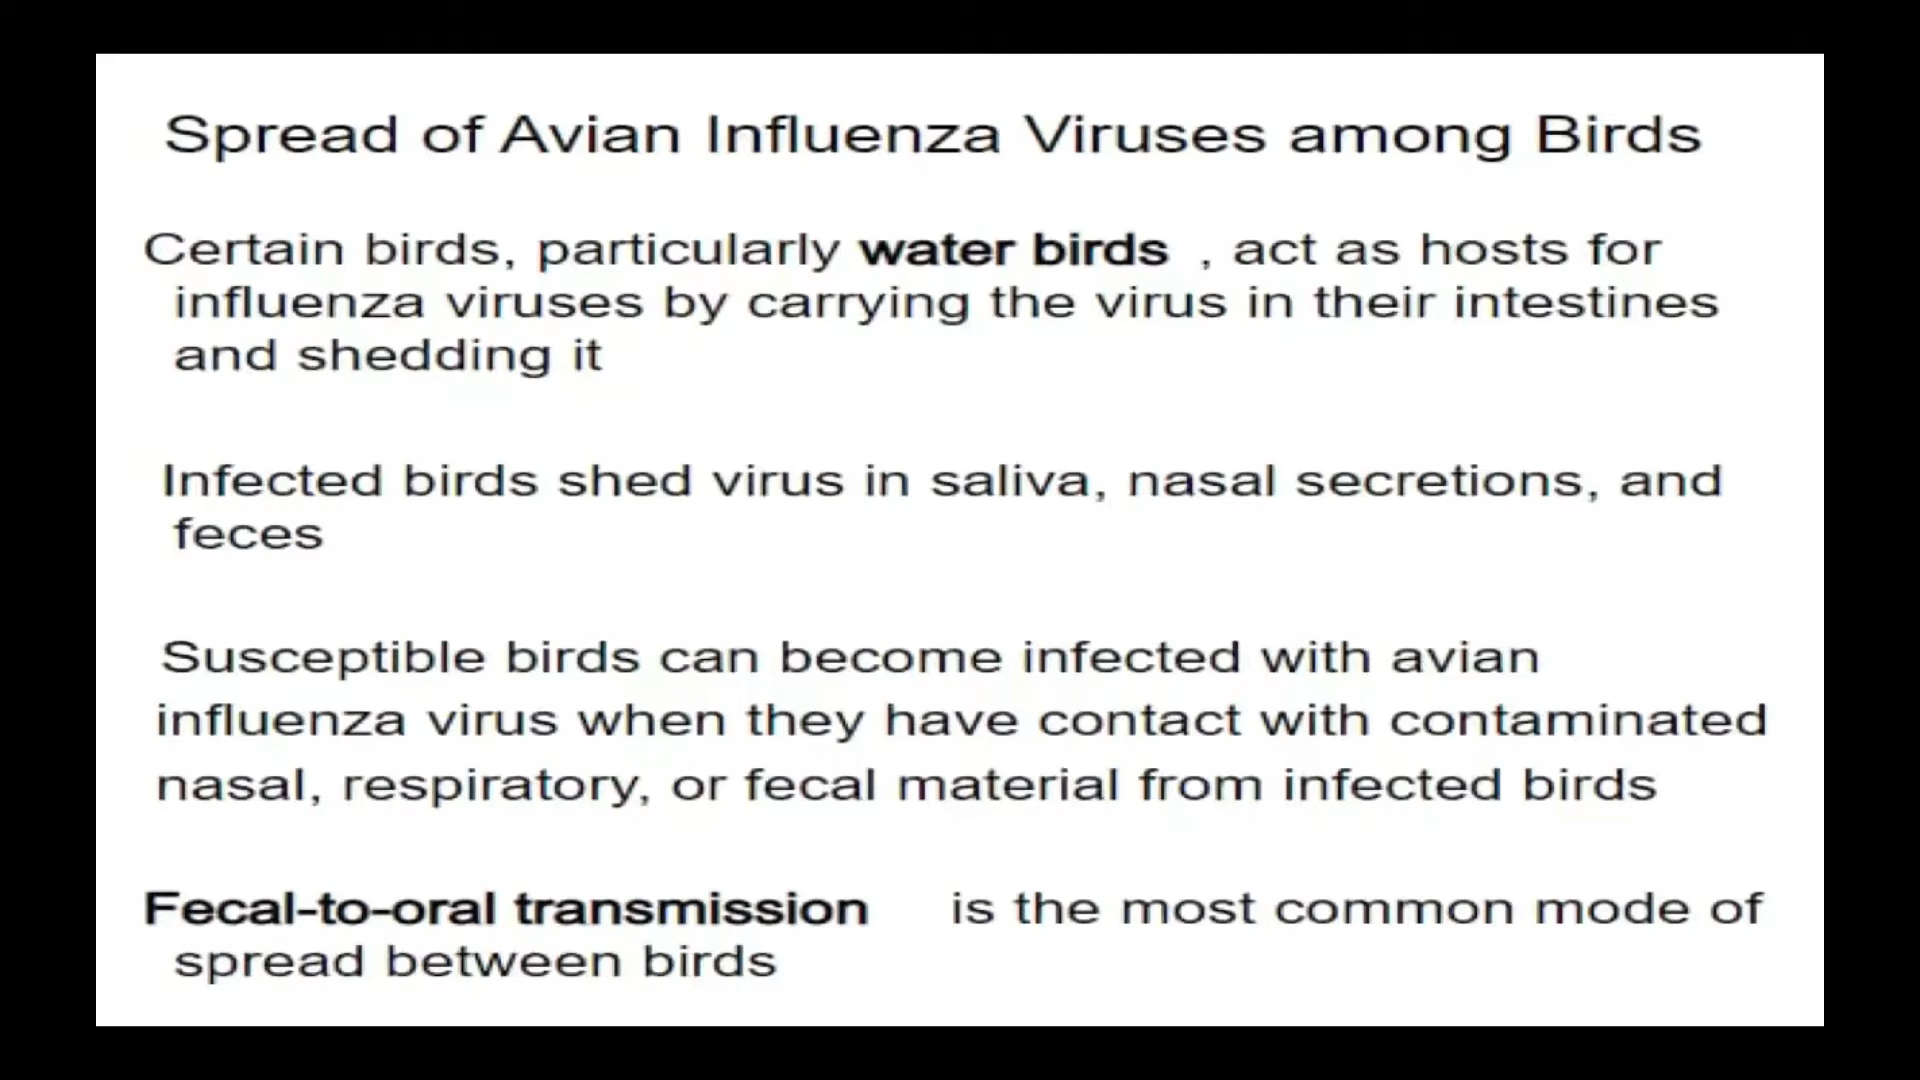 Spread of Avian Influenza Viruses among Birds
Certain birds, particularly water birds , act as hosts for
influenza viruses by carrying the virus in their intestines
and shedding it
Infected birds shed virus in saliva, nasal secretions, and
feces
Susceptible birds can become infected with avian
influenza virus when they have contact with contaminated
nasal, respiratory, or fecal material from infected birds
Fecal-to-oral transmission is the most common mode of
spread between birds